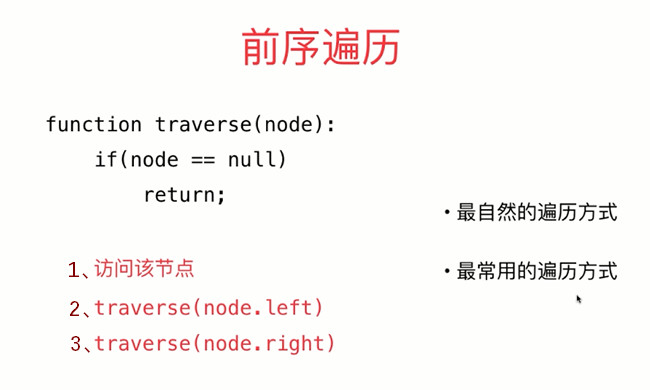 前序遍历
function traverse(node):
if(node == null)
return;
• 最自然的遍历方式
• 最常用的遍历方式
1、访问该节点
2、traverse(node.left)
3、traverse(node.right)